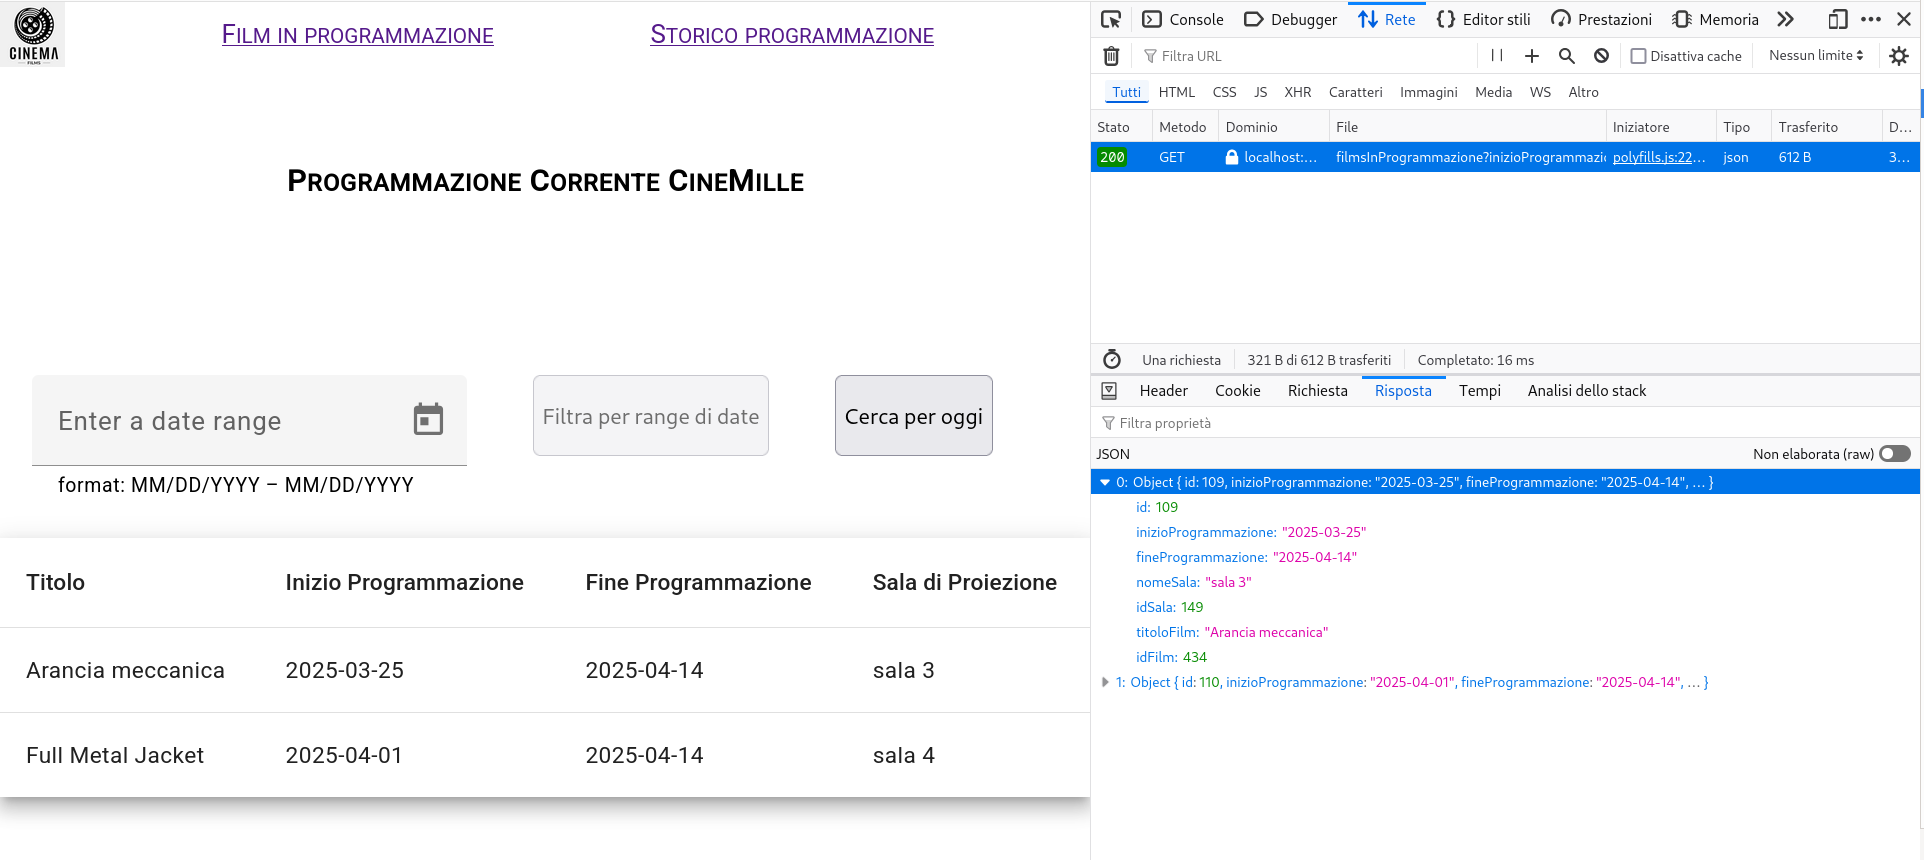 CINEMA
FILMS
Film in programmazione
Storico programmazione
Programmazione Corrente CineMille
Enter a date range
Filtra per range di date
Cerca per oggi
format: MM/DD/YYYY – MM/DD/YYYY
Titolo Inizio Programmazione Fine Programmazione Sala di Proiezione
Arancia meccanica 2025-03-25 2025-04-14 sala 3
Full Metal Jacket 2025-04-01 2025-04-14 sala 4
Console Debugger Rete Editor stili Prestazioni Memoria
Filtra URL Disattiva cache Nessun limite
Tutti HTML CSS JS XHR Caratteri Immagini Media WS Altro
Stato Metodo Dominio File Iniziatore Tipo Trasferito D...
200 GET localhost:... filmsInProgrammazione?inizioProgrammazi polyfills.js:22... json 612 B 3...
Una richiesta 321 B di 612 B trasferiti Completato: 16 ms
Header Cookie Richiesta Risposta Tempi Analisi dello stack
Filtra proprietà
JSON Non elaborata (raw)
0: Object { id: 109, inizioProgrammazione: "2025-03-25", fineProgrammazione: "2025-04-14", … }
id: 109
inizioProgrammazione: "2025-03-25"
fineProgrammazione: "2025-04-14"
nomeSala: "sala 3"
idSala: 149
titoloFilm: "Arancia meccanica"
idFilm: 434
1: Object { id: 110, inizioProgrammazione: "2025-04-01", fineProgrammazione: "2025-04-14", … }